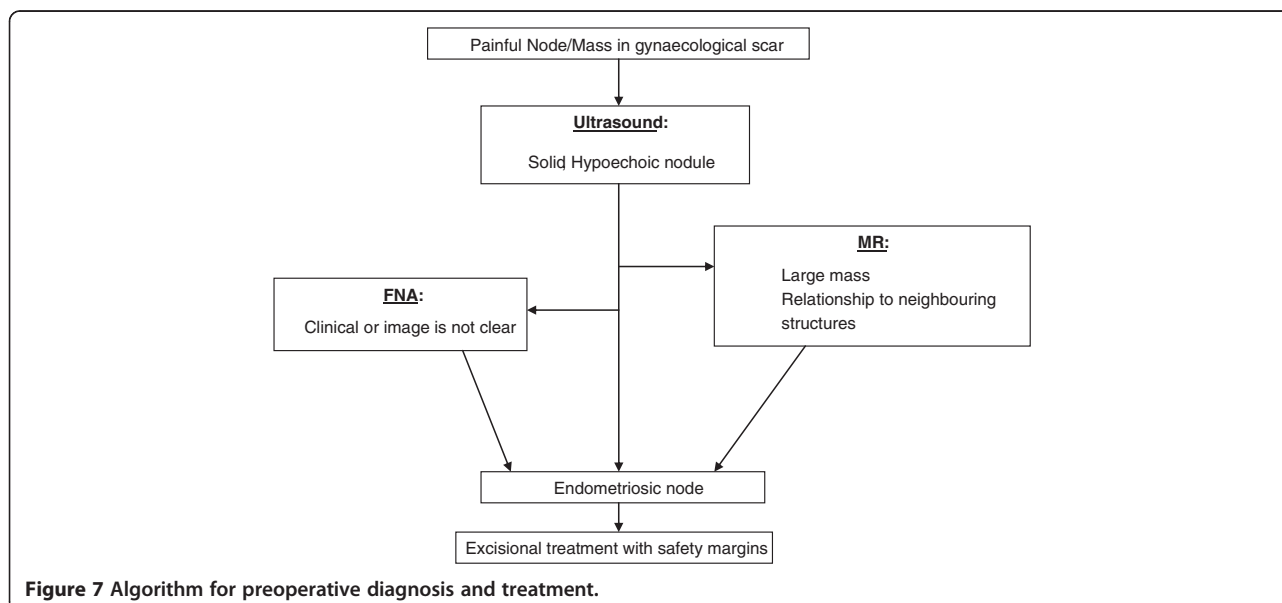 Painful Node/Mass in gynaecological scar
Ultrasound:
Solid, Hypoechoic nodule
MR:
Large mass
Relationship to neighbouring
structures
FNA:
Clinical or image is not clear
Endometriosic node
Excisional treatment with safety margins
Figure 7 Algorithm for preoperative diagnosis and treatment.